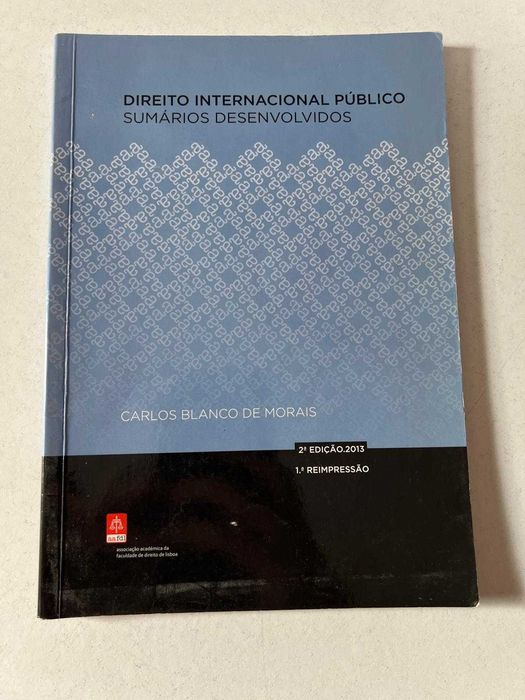 DIREITO INTERNACIONAL PÚBLICO
SUMÁRIOS DESENVOLVIDOS
CARLOS BLANCO DE MORAIS
2ª EDIÇÃO.2013
1.ª REIMPRESSÃO
aafdl
associação académica da
faculdade de direito de lisboa